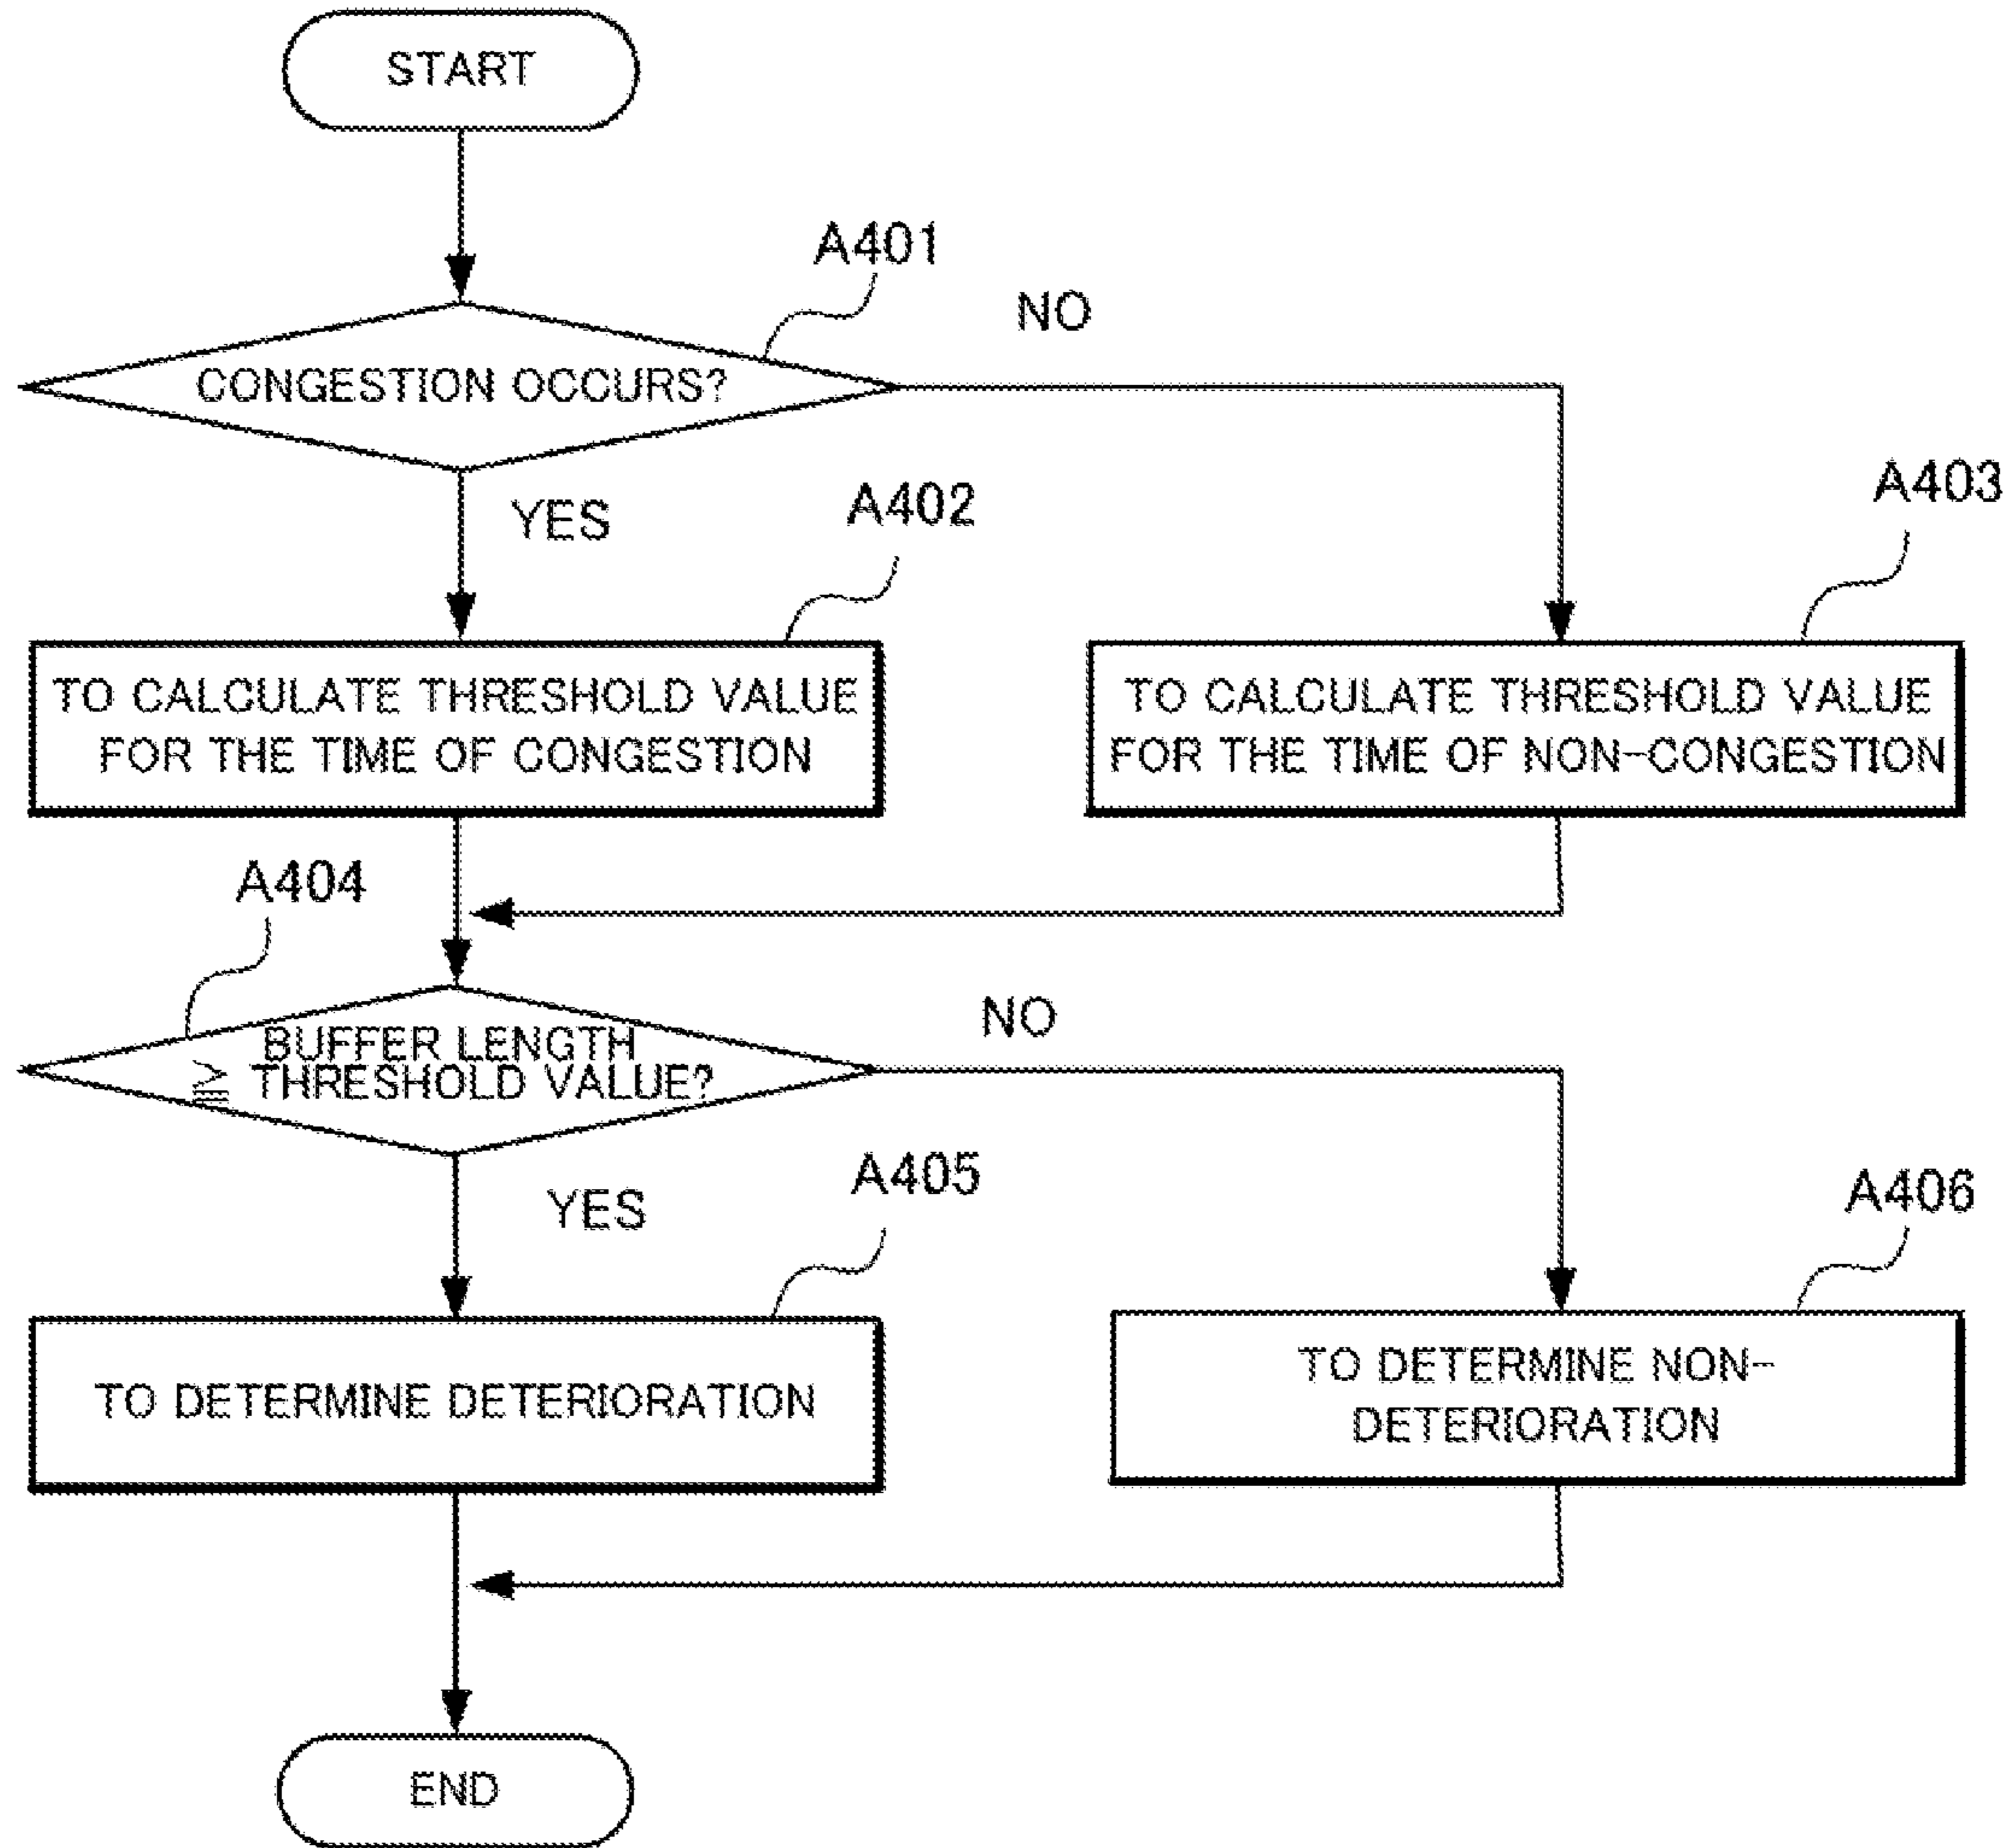 START
A401
NO
CONGESTION OCCURS?
YES
A402
A403
TO CALCULATE THRESHOLD VALUE
FOR THE TIME OF CONGESTION
TO CALCULATE THRESHOLD VALUE
FOR THE TIME OF NON-CONGESTION
A404
NO
BUFFER LENGTH
≧ THRESHOLD VALUE?
YES
A405
A406
TO DETERMINE DETERIORATION
TO DETERMINE NON-
DETERIORATION
END